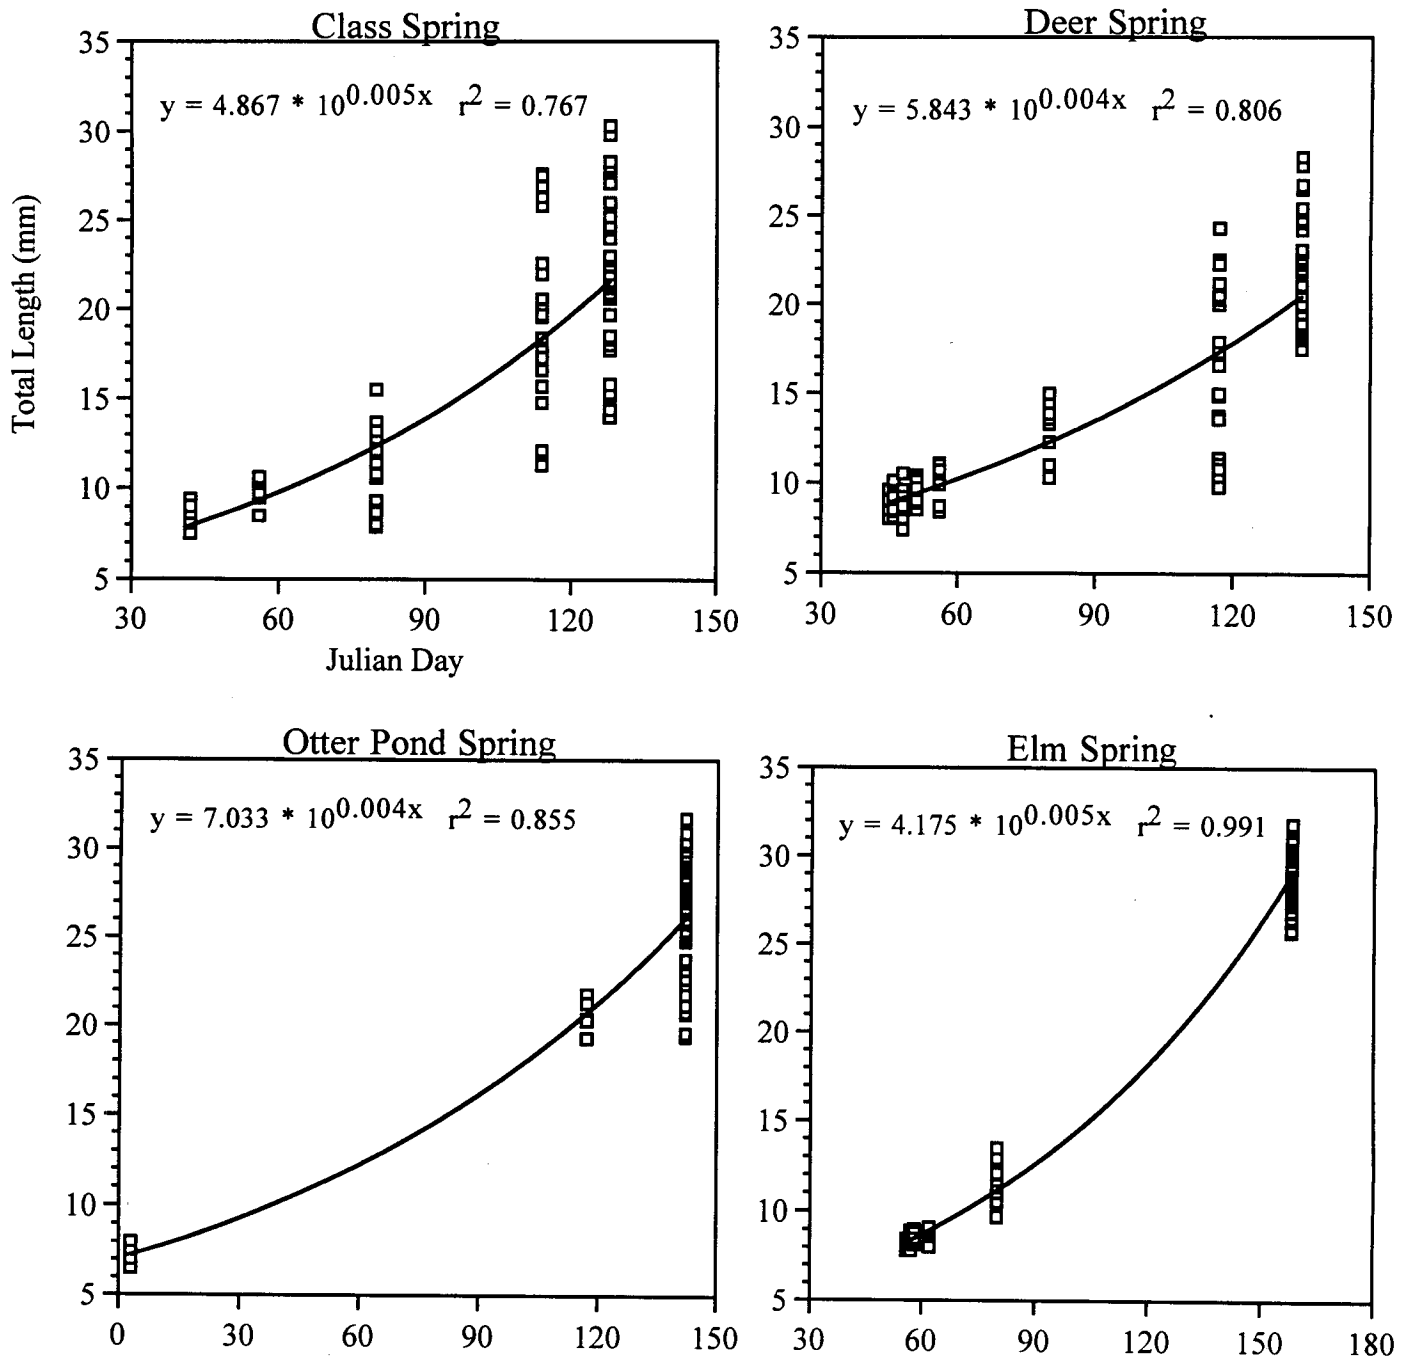 Class Spring
y = 4.867 * 10^0.005x r^2 = 0.767
35
30
25
20
15
10
5
30 60 90 120 150
Total Length (mm)
Julian Day
Deer Spring
y = 5.843 * 10^0.004x r^2 = 0.806
35
30
25
20
15
10
5
30 60 90 120 150
Otter Pond Spring
y = 7.033 * 10^0.004x r^2 = 0.855
35
30
25
20
15
10
5
0 30 60 90 120 150
Elm Spring
y = 4.175 * 10^0.005x r^2 = 0.991
35
30
25
20
15
10
5
30 60 90 120 150 180